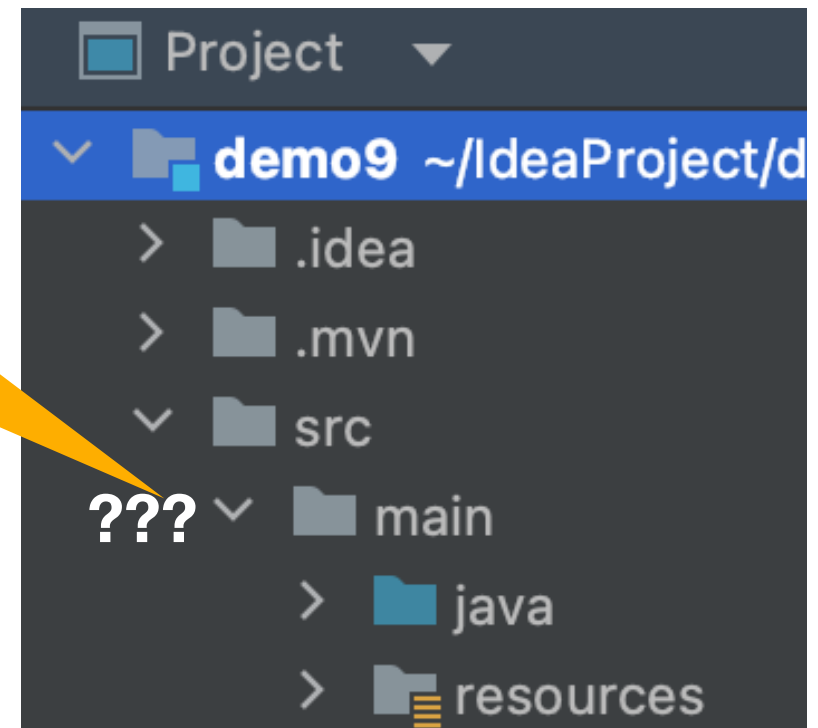 Project
demo9 ~/IdeaProject/d
.idea
.mvn
src
??? main
java
resources